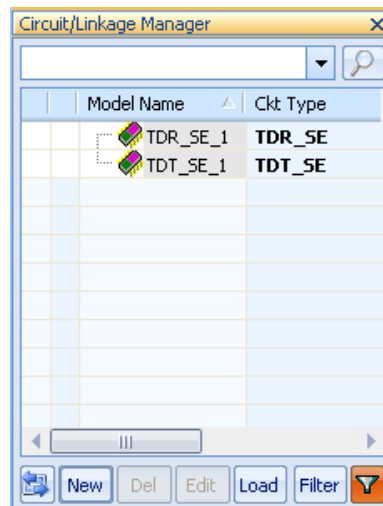 Circuit/Linkage Manager
Model Name Ckt Type
TDR_SE_1 TDR_SE
TDT_SE_1 TDT_SE
New Del Edit Load Filter